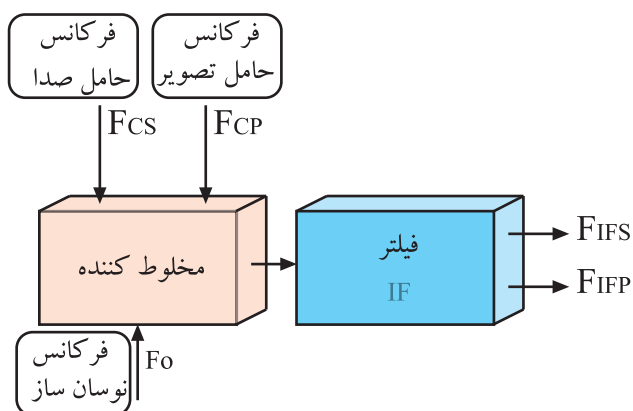 فرکانس
حامل صدا
فرکانس
حامل تصویر
FCS
FCP
مخلوط کننده
فیلتر
IF
FIFS
FIFP
فرکانس
نوسان ساز
Fo